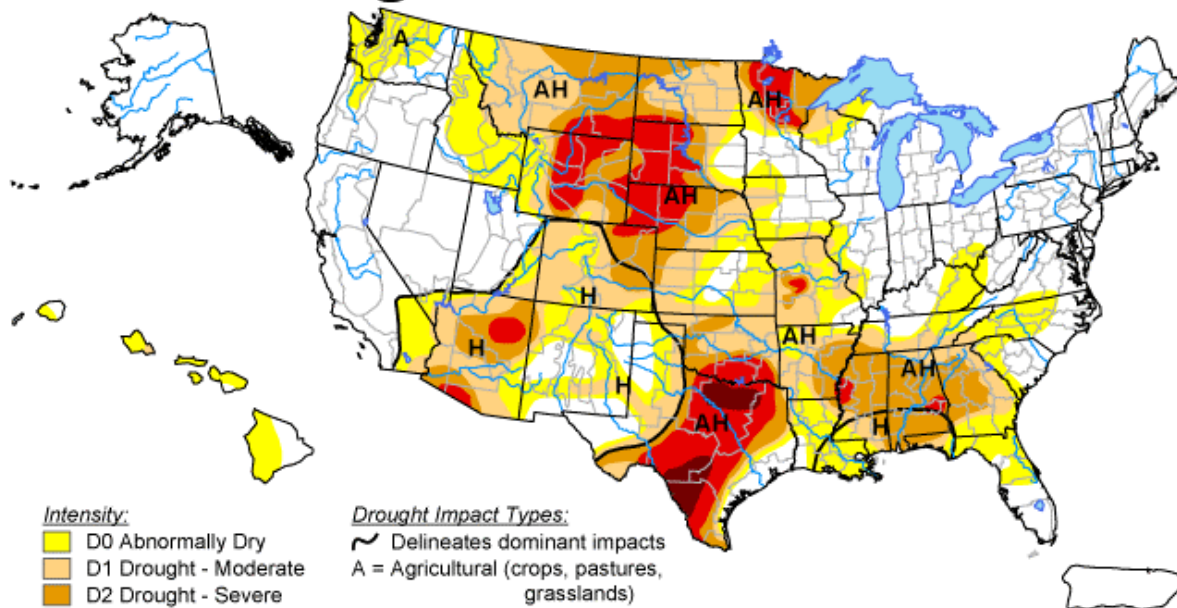 A
AH
AH
AH
H
H
H
AH
AH
AH
H
Intensity:
D0 Abnormally Dry
D1 Drought - Moderate
D2 Drought - Severe
Drought Impact Types:
Delineates dominant impacts
A = Agricultural (crops, pastures,
grasslands)